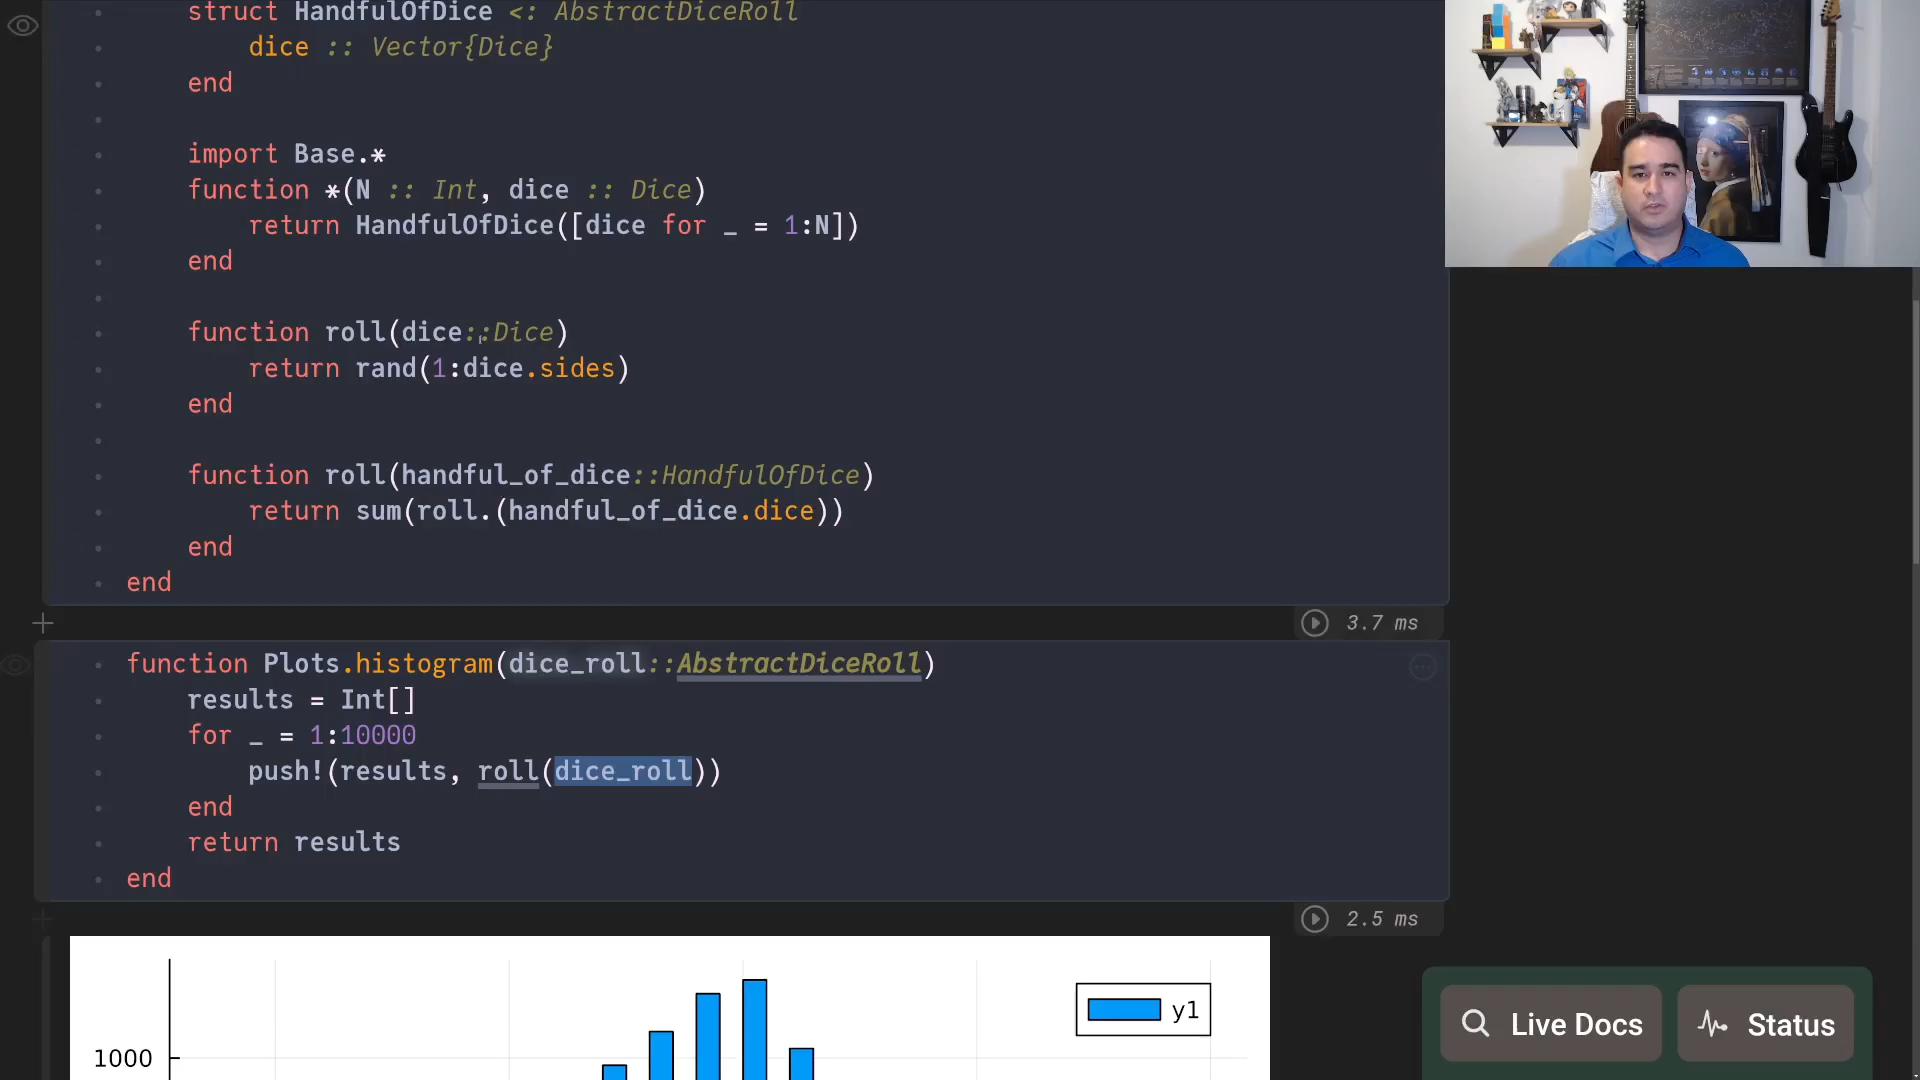 struct HandfulOfDice <: AbstractDiceRoll
dice :: Vector{Dice}
end
import Base.*
function *(N :: Int, dice :: Dice)
return HandfulOfDice([dice for _ = 1:N])
end
function roll(dice::Dice)
return rand(1:dice.sides)
end
function roll(handful_of_dice::HandfulOfDice)
return sum(roll.(handful_of_dice.dice))
end
end
3.7 ms
function Plots.histogram(dice_roll::AbstractDiceRoll)
results = Int[]
for _ = 1:10000
push!(results, roll(dice_roll))
end
return results
end
2.5 ms
y1
1000
Live Docs
Status